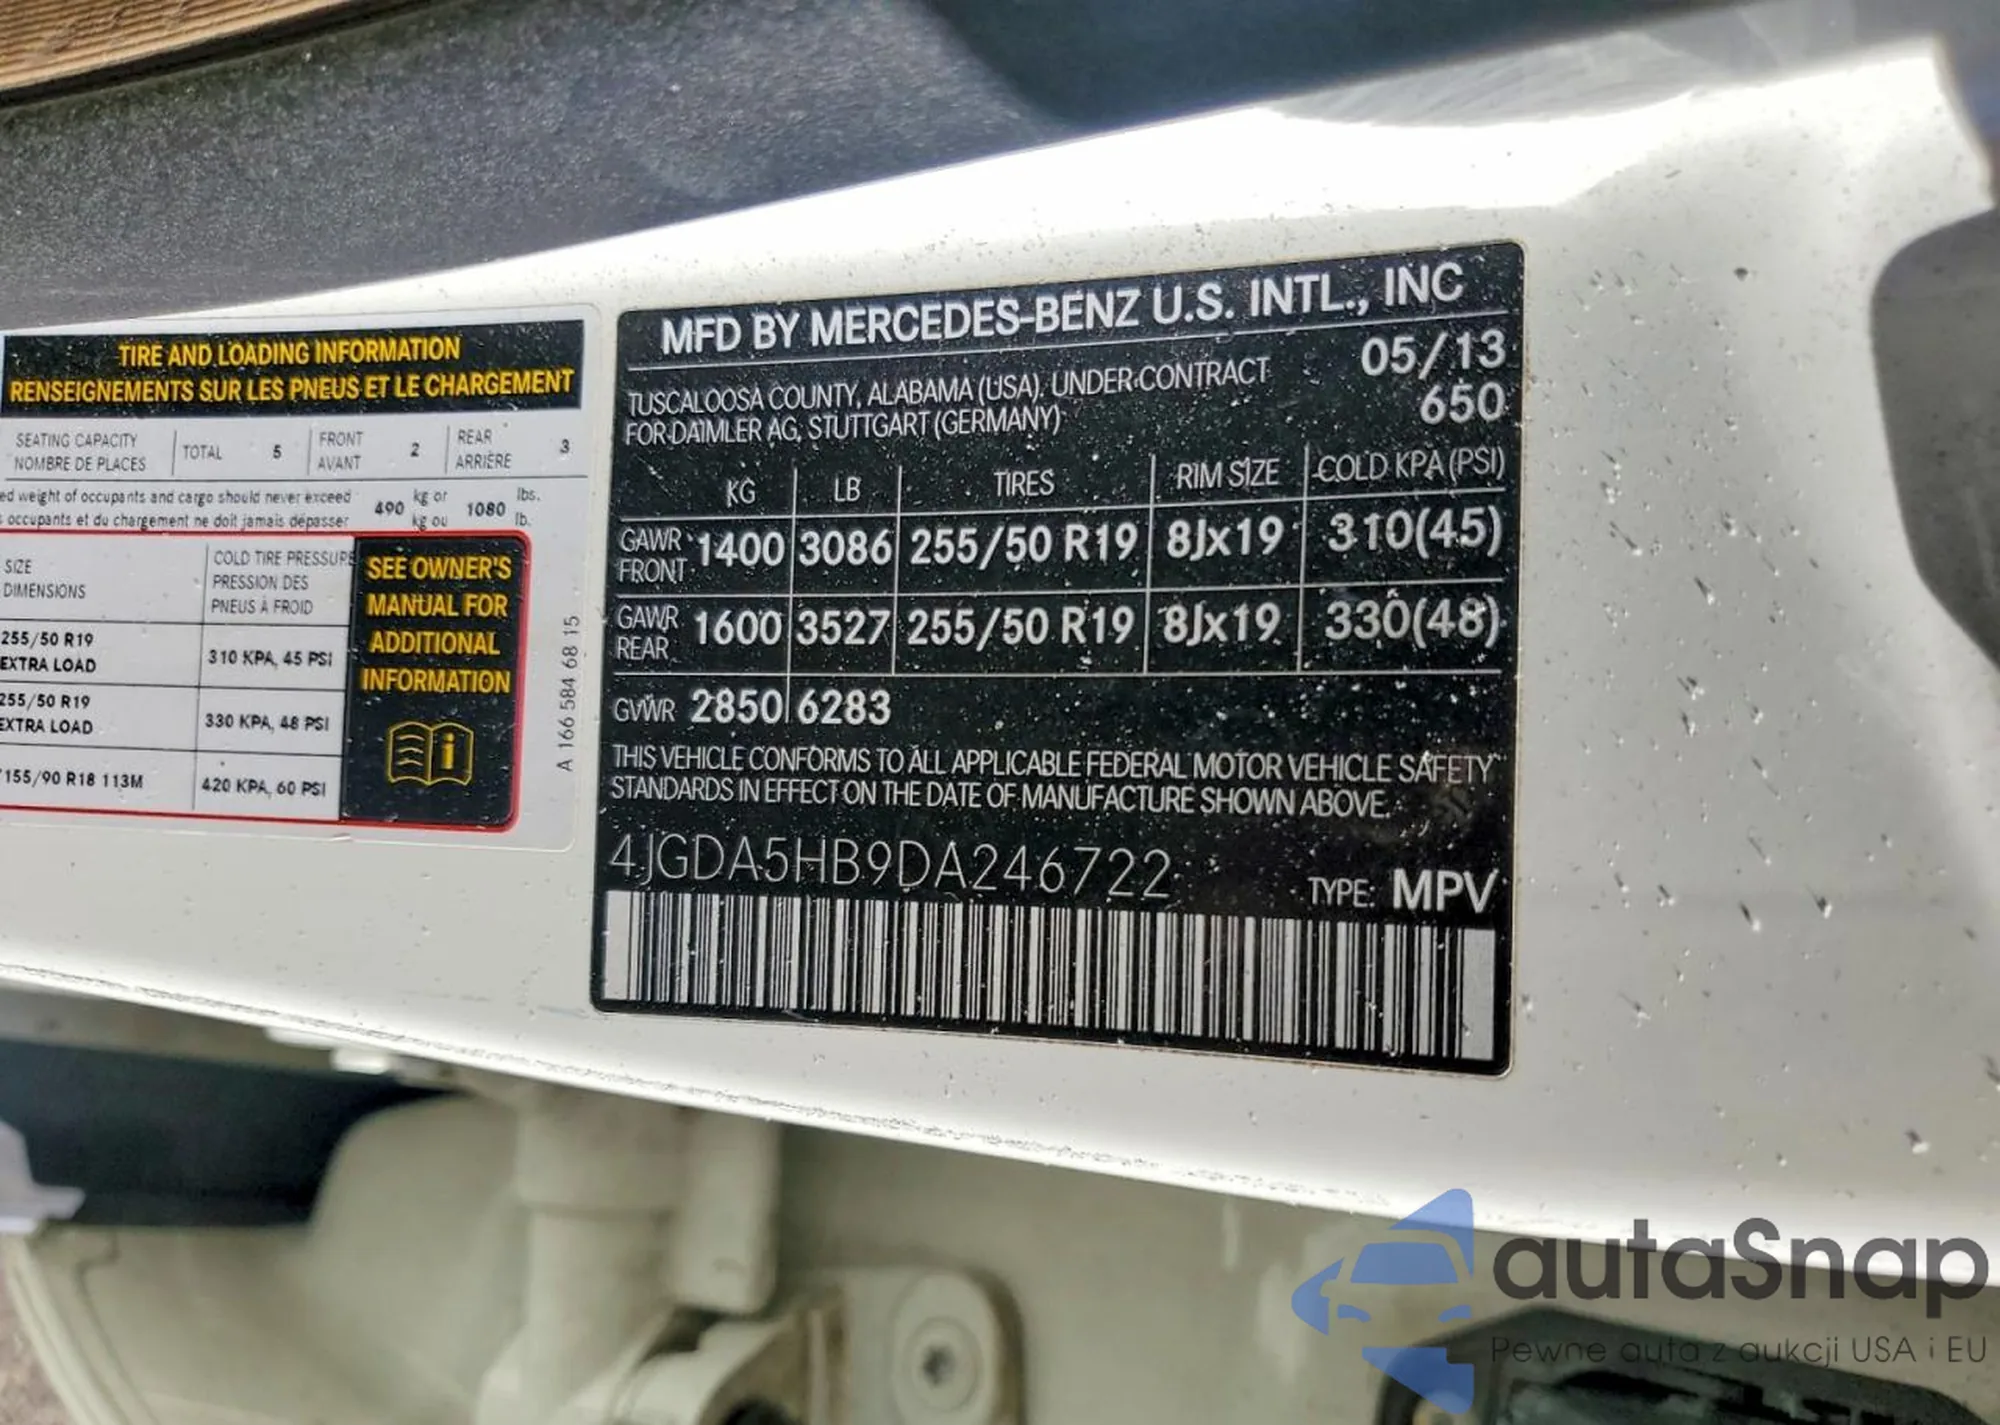 TIRE AND LOADING INFORMATION
RENSEIGNEMENTS SUR LES PNEUS ET LE CHARGEMENT
SEATING CAPACITY
NOMBRE DE PLACES
TOTAL 5
FRONT
AVANT
2
REAR
ARRIÈRE
3
weight of occupants and cargo should never exceed
occupants et du chargement ne doit jamais dépasser
490
kg or
kg ou
1080
lbs.
lb.
SIZE
DIMENSIONS
COLD TIRE PRESSURE
PRESSION DES
PNEUS À FROID
255/50 R19
EXTRA LOAD
310 KPA, 45 PSI
255/50 R19
EXTRA LOAD
330 KPA, 48 PSI
155/90 R18 113M
420 KPA, 60 PSI
SEE OWNER'S
MANUAL FOR
ADDITIONAL
INFORMATION
A 166 584 68 15
MFD BY MERCEDES-BENZ U.S. INTL., INC
TUSCALOOSA COUNTY, ALABAMA (USA). UNDER CONTRACT
FOR DAIMLER AG, STUTTGART (GERMANY)
05/13
650
KG LB TIRES RIM SIZE COLD KPA (PSI)
GAWR
FRONT
1400 3086 255/50 R19 8Jx19 310(45)
GAWR
REAR
1600 3527 255/50 R19 8Jx19 330(48)
GVWR 2850 6283
THIS VEHICLE CONFORMS TO ALL APPLICABLE FEDERAL MOTOR VEHICLE SAFETY
STANDARDS IN EFFECT ON THE DATE OF MANUFACTURE SHOWN ABOVE.
4JGDA5HB9DA246722
TYPE: MPV
autaSnap
Pewne auta z aukcji USA i EU